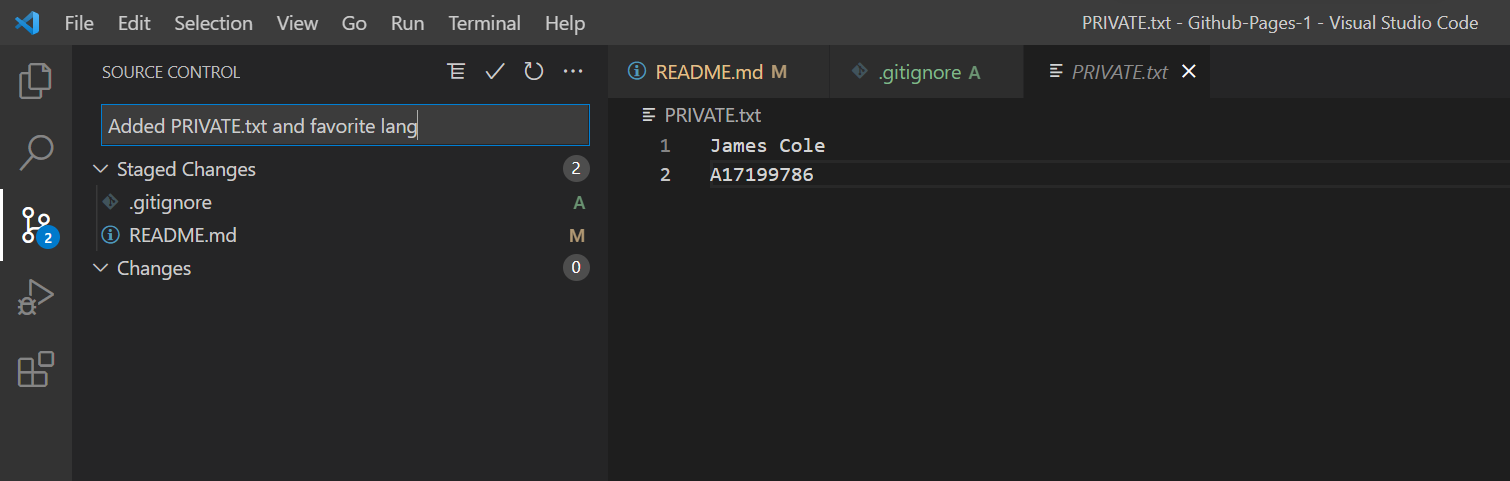 File Edit Selection View Go Run Terminal Help PRIVATE.txt - Github-Pages-1 - Visual Studio Code
SOURCE CONTROL
Added PRIVATE.txt and favorite lang
Staged Changes 2
.gitignore A
README.md M
Changes 0
2
README.md M .gitignore A PRIVATE.txt
PRIVATE.txt
1 James Cole
2 A17199786